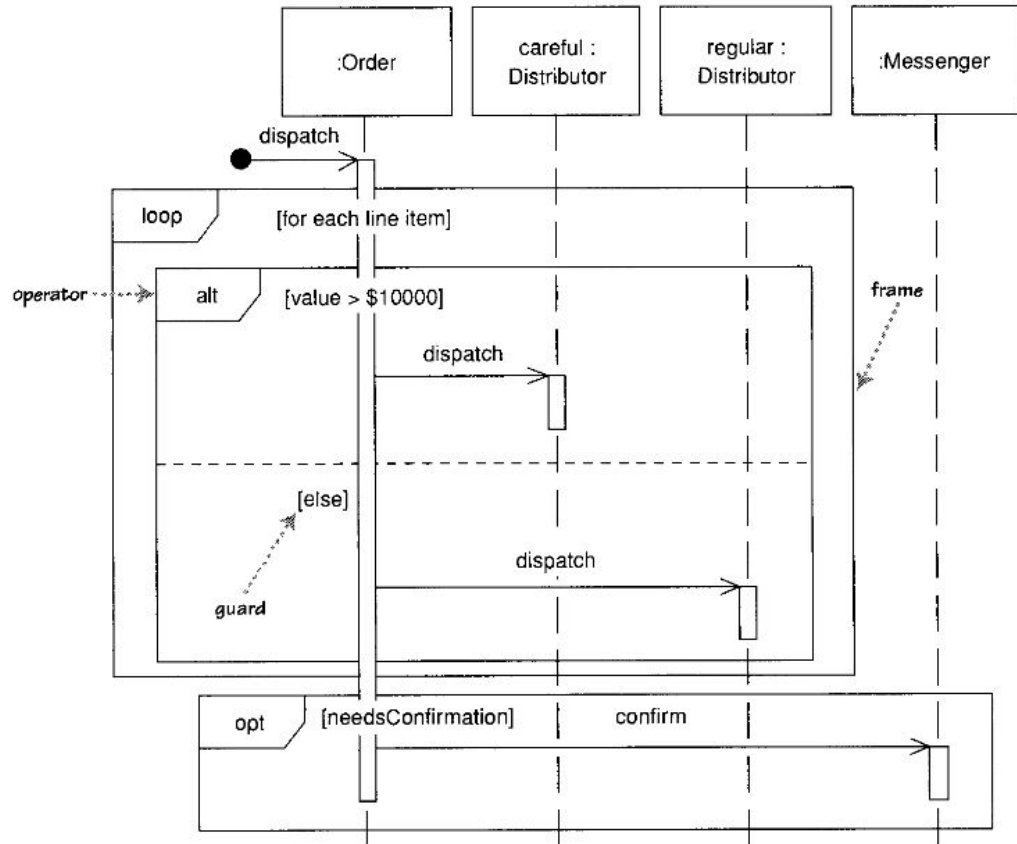 :Order
careful :
Distributor
regular :
Distributor
:Messenger
dispatch
loop
[for each line item]
operator
alt
[value > $10000]
frame
dispatch
[else]
dispatch
guard
opt
[needsConfirmation]
confirm